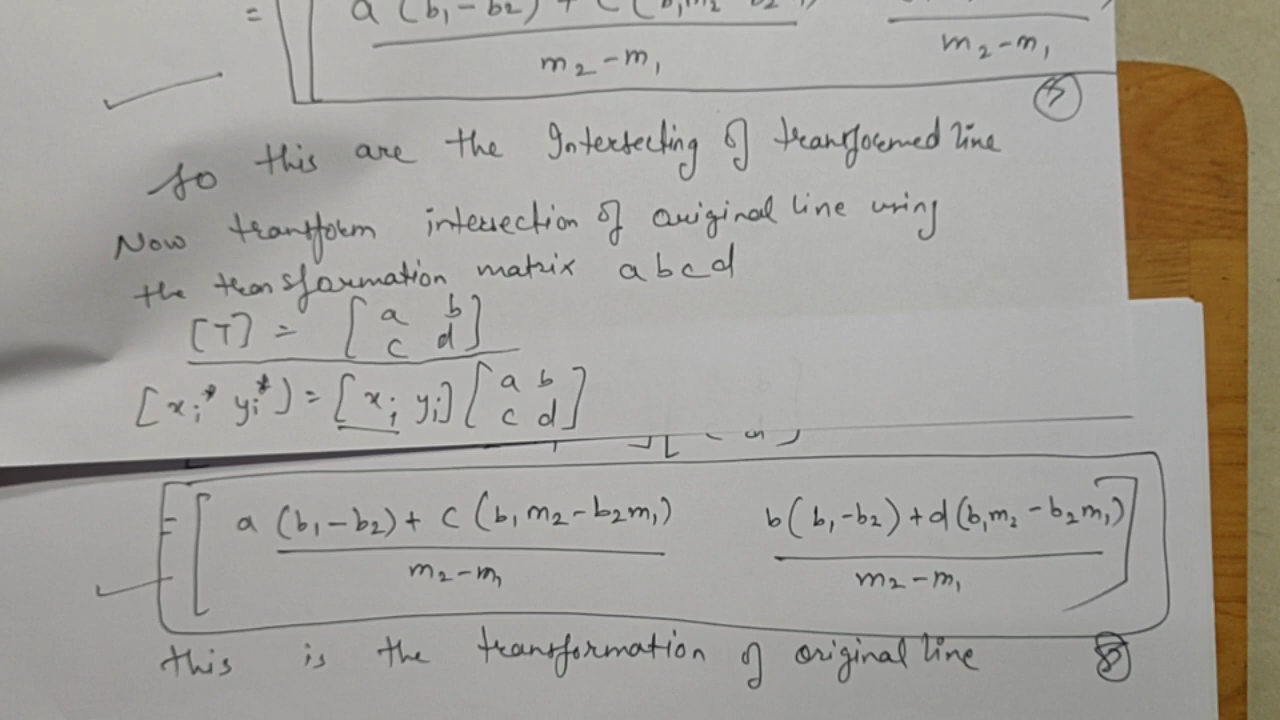 = [ a (b₁ - b₂) + c (b₁m₂
m₂ - m₁ m₂ - m₁
7
so this are the Intersecting of transformed line
Now transform intersection of original line using
the transformation matrix a b c d
[T] = [ a b
c d ]
[xᵢ* yᵢ*] = [xᵢ yᵢ] [ a b
c d ]
= [ a (b₁ - b₂) + c (b₁m₂ - b₂m₁) b (b₁ - b₂) + d (b₁m₂ - b₂m₁) ]
m₂ - m₁ m₂ - m₁
this is the transformation of original line 8